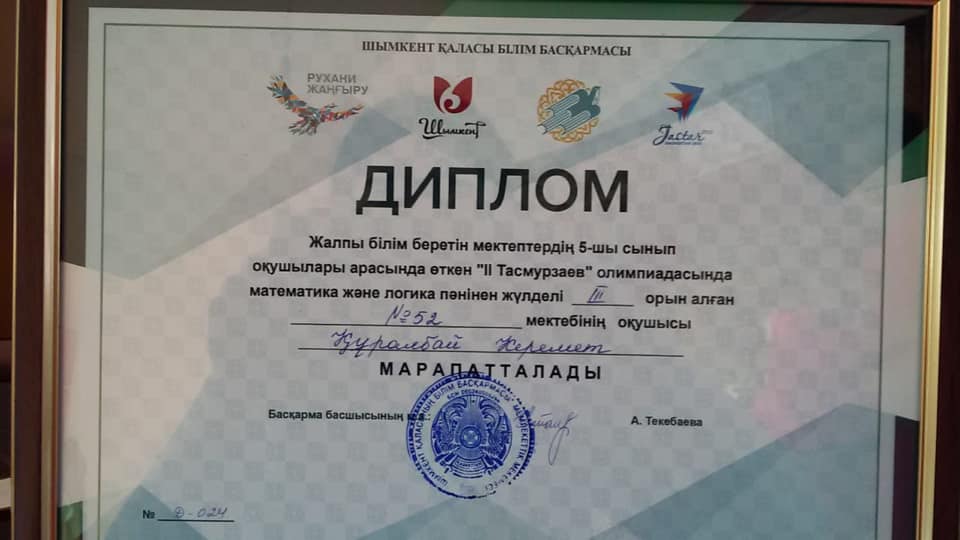 ШЫМКЕНТ ҚАЛАСЫ БІЛІМ БАСҚАРМАСЫ
РУХАНИ
ЖАҢҒЫРУ
Шымкент
Jastar
ДИПЛОМ
Жалпы білім беретін мектептердің 5-шы сынып
оқушылары арасында өткен "II Тасмурзаев" олимпиадасында
математика және логика пәнінен жүлделі III орын алған
№52 мектебінің оқушысы
Құралбай Керемет
МАРАПАТТАЛАДЫ
Басқарма басшысының А. Текебаева
№ D-024